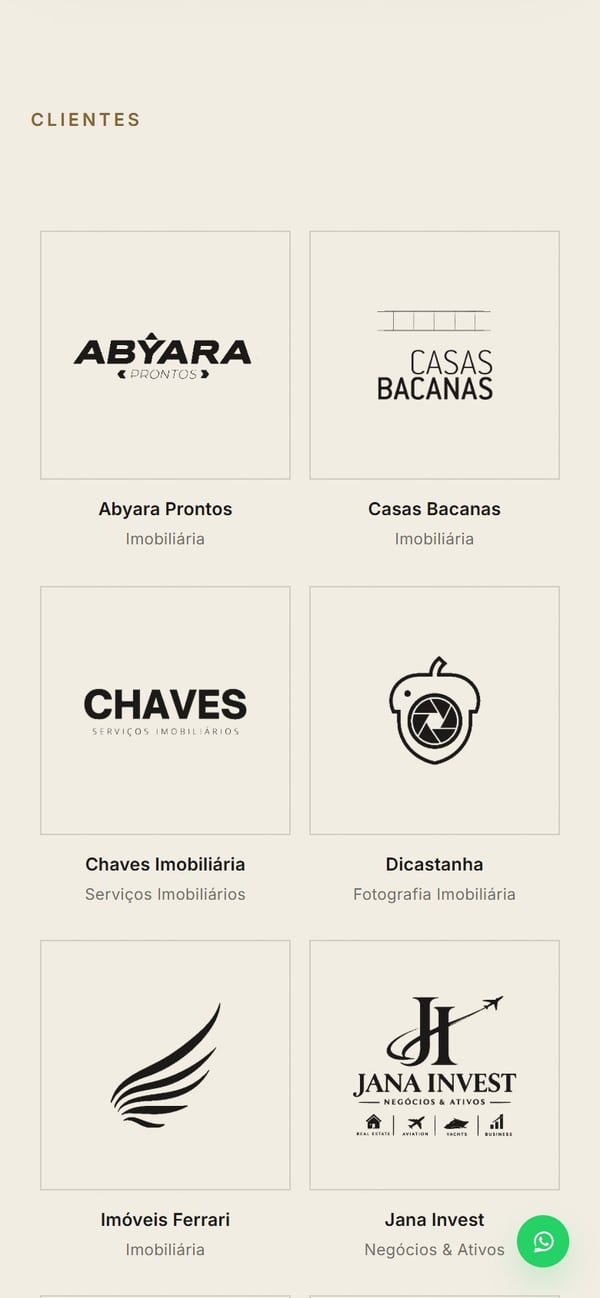 CLIENTES
ABYARA
PRONTOS
CASAS
BACANAS
Abyara Prontos
Imobiliária
Casas Bacanas
Imobiliária
CHAVES
SERVIÇOS IMOBILIÁRIOS
Chaves Imobiliária
Serviços Imobiliários
Dicastanha
Fotografia Imobiliária
JH
JANA INVEST
NEGÓCIOS & ATIVOS
REAL ESTATE
AVIATION
YACHTS
BUSINESS
Imóveis Ferrari
Imobiliária
Jana Invest
Negócios & Ativos